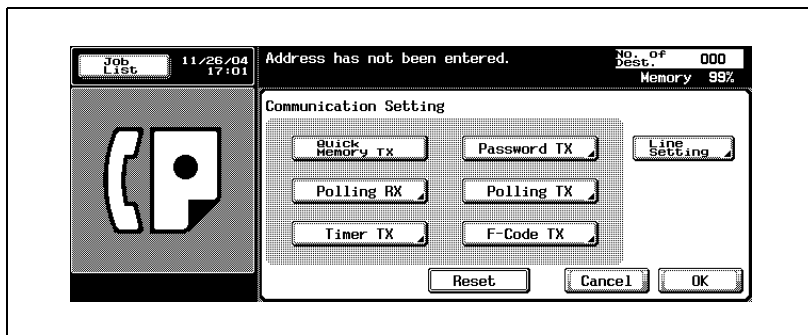 Job List
11/26/04
17:01
Address has not been entered.
No. of Dest. 000
Memory 99%
Communication Setting
Quick Memory TX
Password TX
Line Setting
Polling RX
Polling TX
Timer TX
F-Code TX
Reset
Cancel
OK